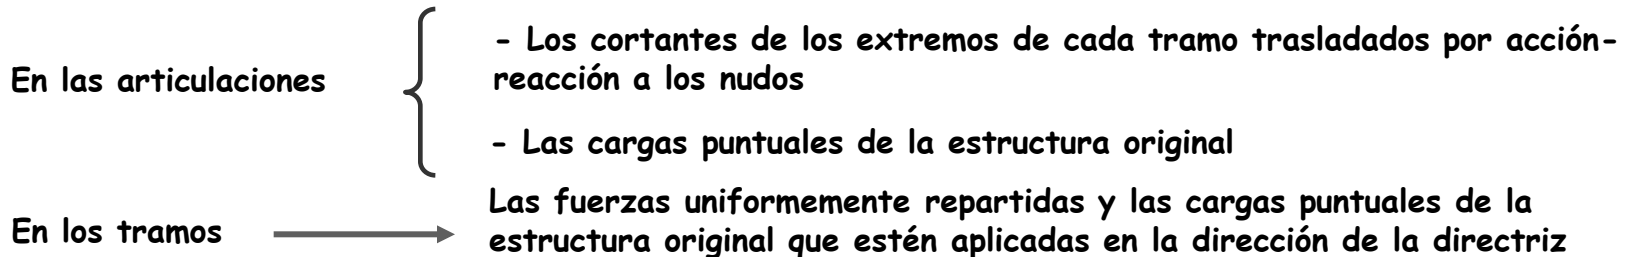 En las articulaciones
- Los cortantes de los extremos de cada tramo trasladados por acción-
reacción a los nudos
- Las cargas puntuales de la estructura original
En los tramos
Las fuerzas uniformemente repartidas y las cargas puntuales de la
estructura original que estén aplicadas en la dirección de la directriz